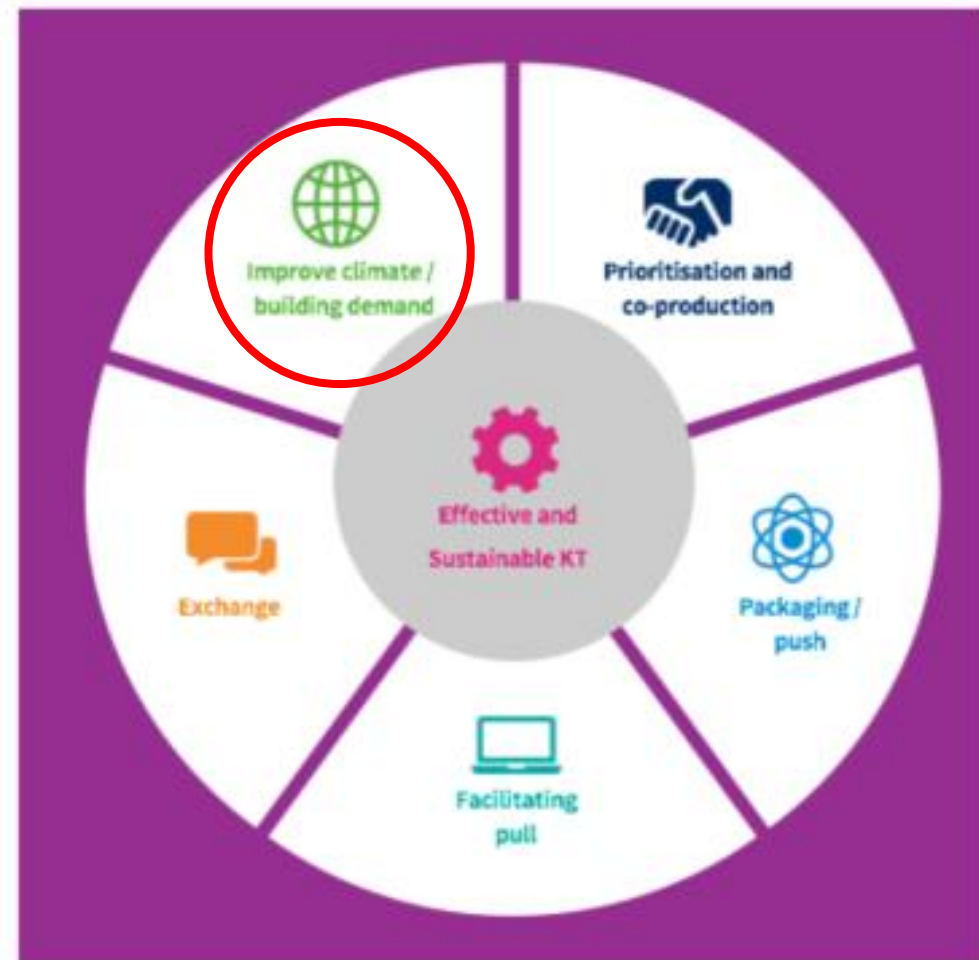 Improve climate /
building demand
Prioritisation and
co-production
Effective and
Sustainable KT
Exchange
Packaging /
push
Facilitating
pull